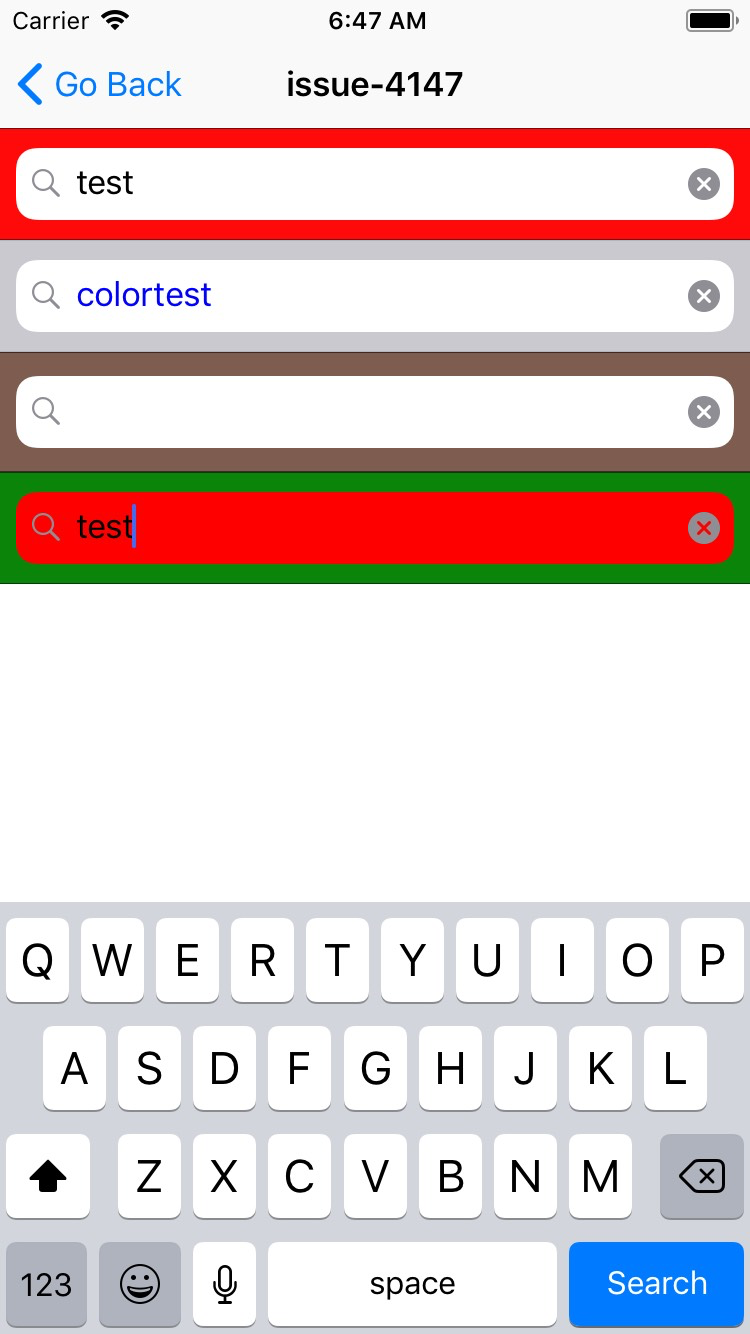 Carrier 6:47 AM
Go Back issue-4147
test
colortest
test
Q W E R T Y U I O P
A S D F G H J K L
Z X C V B N M
123 space Search